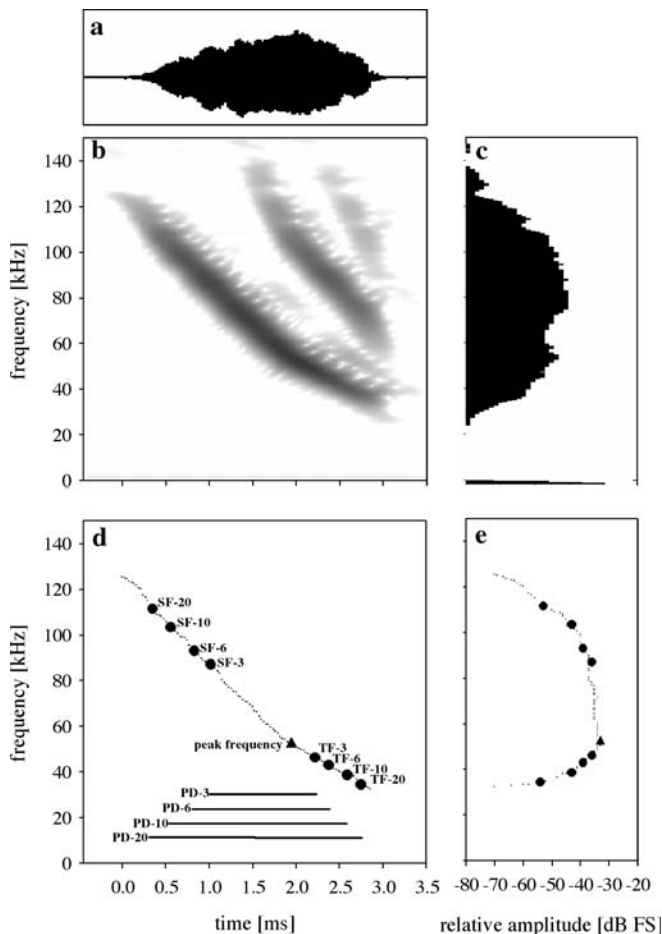 a
b
c
140
120
100
80
60
40
20
0
frequency [kHz]
d
e
140
120
100
80
60
40
20
0
frequency [kHz]
SF-20
SF-10
SF-6
SF-3
peak frequency
TF-3
TF-6
TF-10
TF-20
PD-3
PD-6
PD-10
PD-20
0.0 0.5 1.0 1.5 2.0 2.5 3.0 3.5
-80 -70 -60 -50 -40 -30 -20
time [ms]
relative amplitude [dB FS]